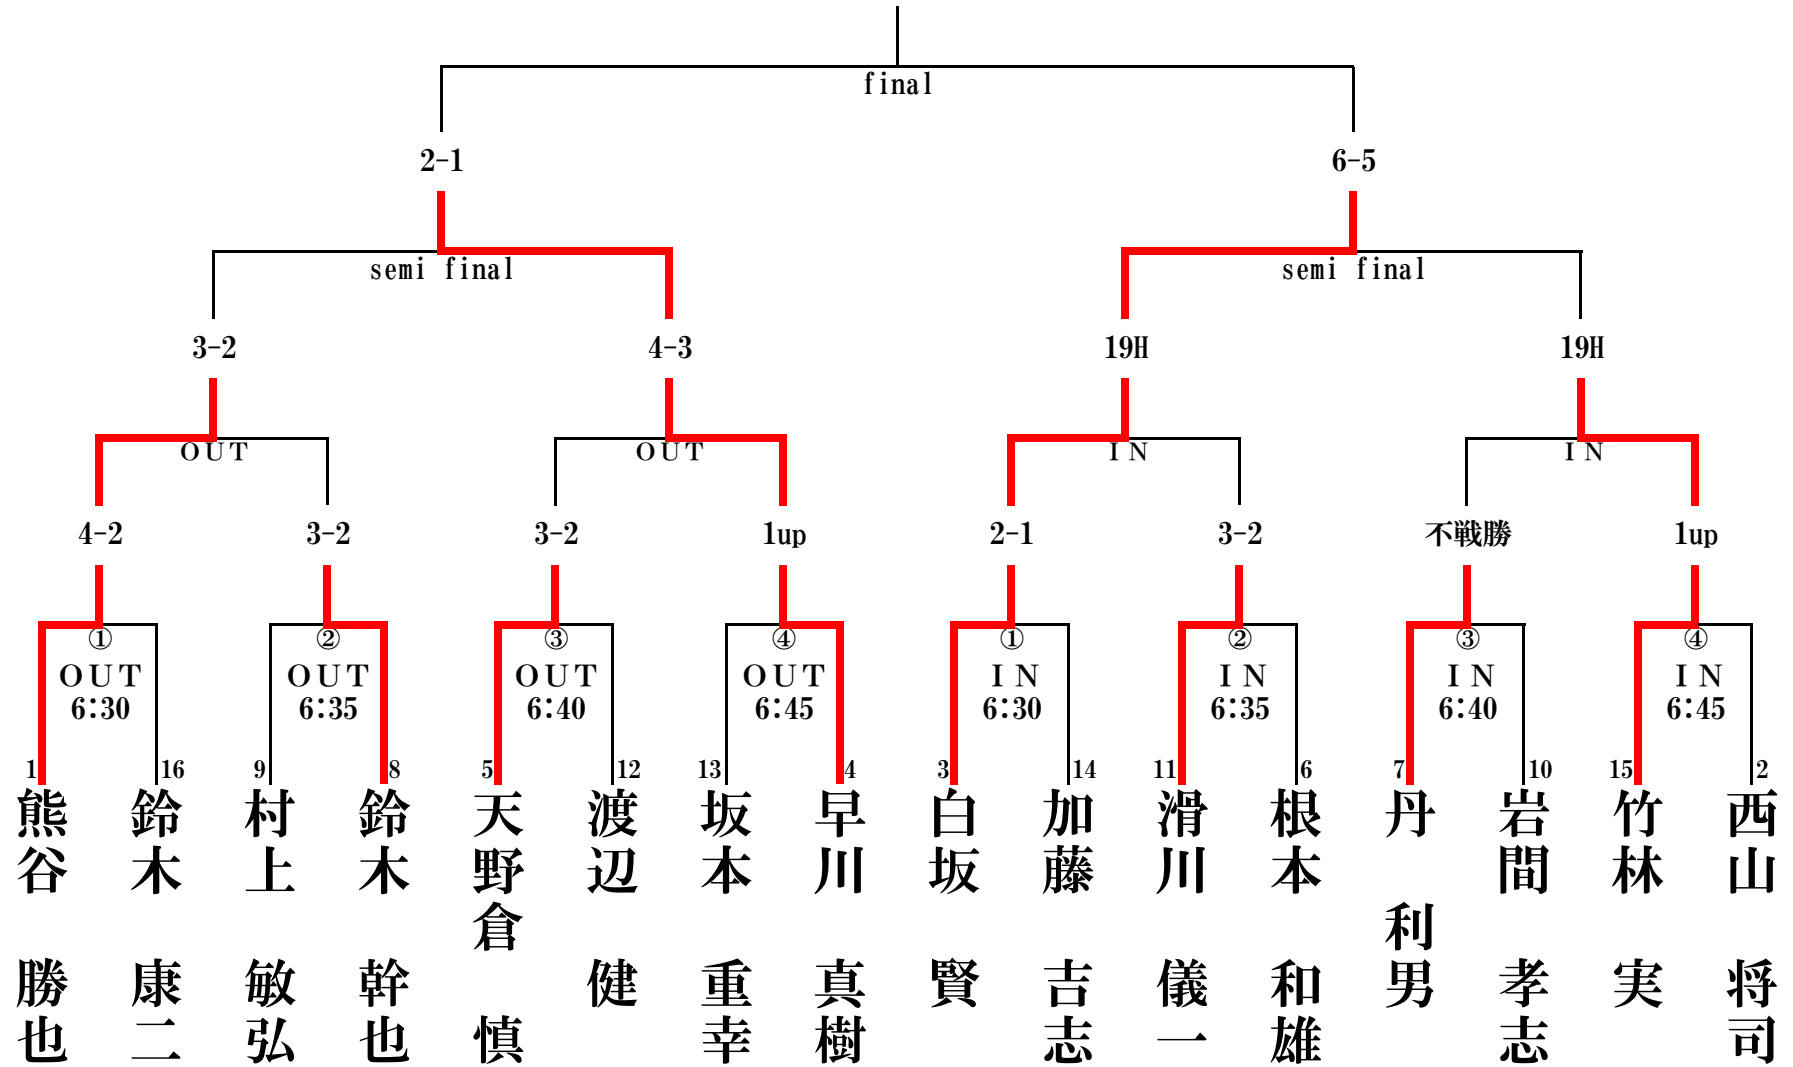 final
2-1 6-5
semi final semi final
3-2 4-3 19H 19H
OUT OUT IN IN
4-2 3-2 3-2 1up 2-1 3-2 不戦勝 1up
① ② ③ ④ ① ② ③ ④
OUT OUT OUT OUT IN IN IN IN
6:30 6:35 6:40 6:45 6:30 6:35 6:40 6:45
1 16 9 8 5 12 13 4 3 14 11 6 7 10 15 2
熊谷 勝也
鈴木 康二
村上 敏弘
鈴木 幹也
天野倉 慎
渡辺 健
坂本 重幸
早川 真樹
白坂 賢
加藤 吉志
滑川 儀一
根本 和雄
丹 利男
岩間 孝志
竹林 実
西山 将司